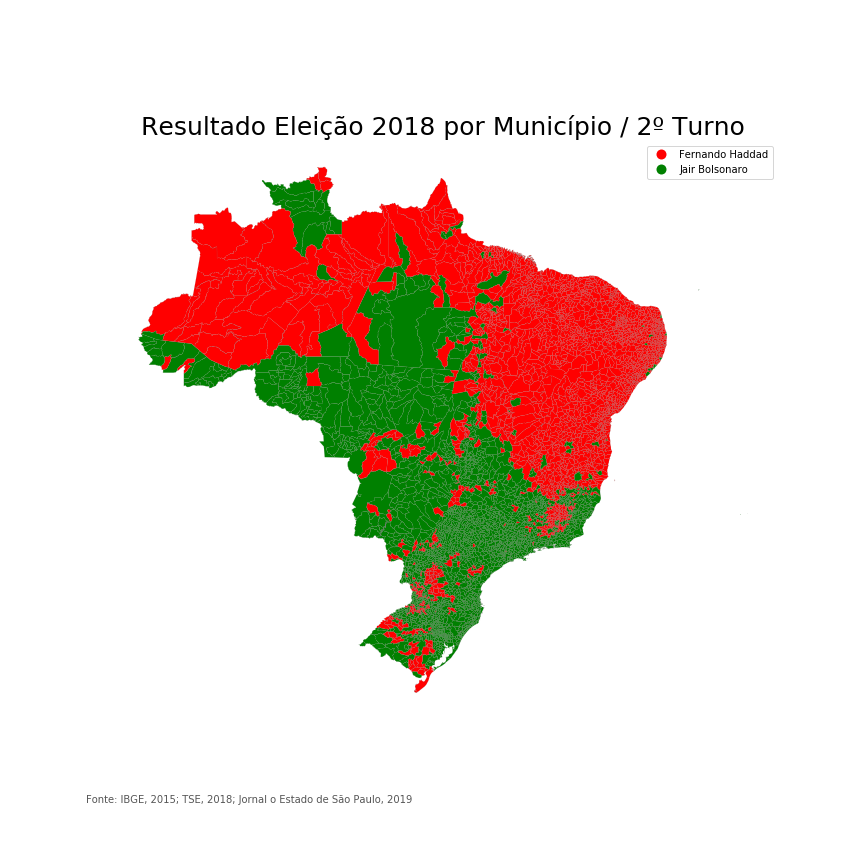 Resultado Eleição 2018 por Município / 2º Turno
Fernando Haddad
Jair Bolsonaro
Fonte: IBGE, 2015; TSE, 2018; Jornal o Estado de São Paulo, 2019